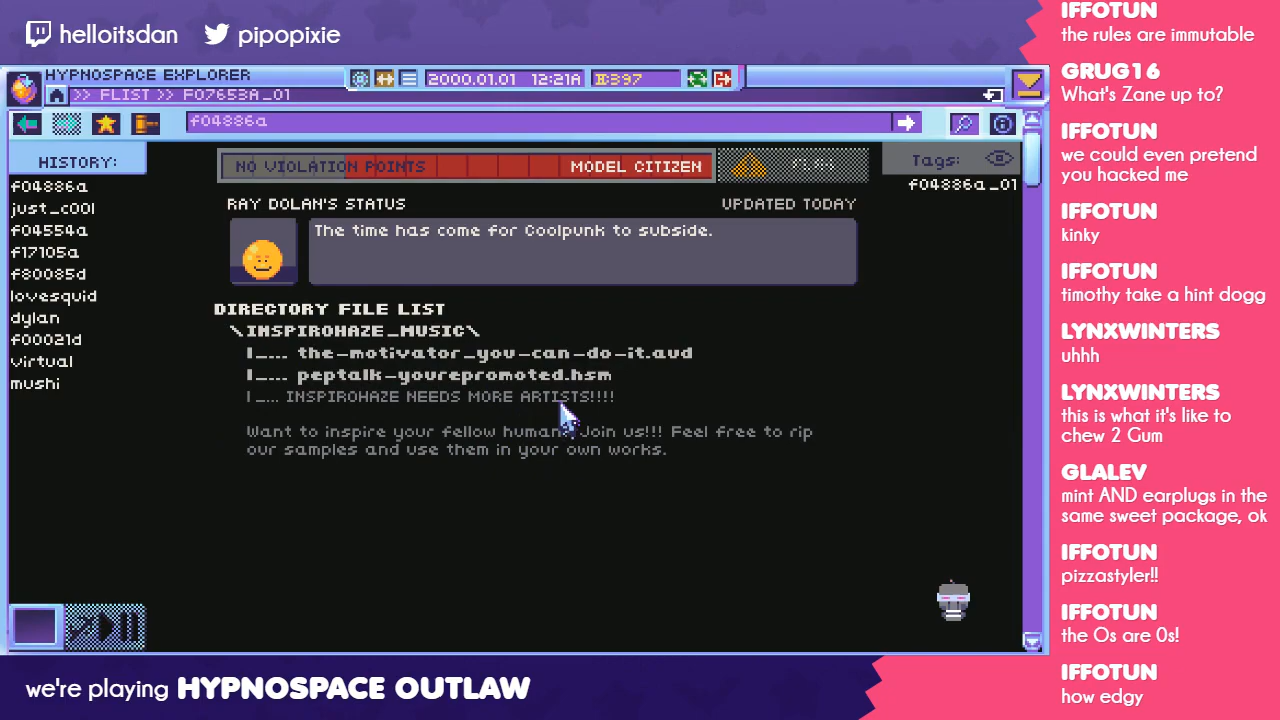 helloitsdan pipopixie
HYPNOSPACE EXPLORER
2000.01.01 12:21A
397
>> FLIST >> F07653A_01
f04886a
HISTORY:
f04886a
just_c00l
f04554a
f17105a
f80085d
lovesquid
dylan
f00021d
virtual
mushi
NO VIOLATION POINTS MODEL CITIZEN
RAY DOLAN'S STATUS UPDATED TODAY
The time has come for Coolpunk to subside.
DIRECTORY FILE LIST
\INSPIROHAZE_MUSIC\
I_... the-motivator_you-can-do-it.aud
I_... peptalk-yourepromoted.hsm
I_... INSPIROHAZE NEEDS MORE ARTISTS!!!!
Want to inspire your fellow human? Join us!!! Feel free to rip
our samples and use them in your own works.
Tags:
f04886a_01
we're playing HYPNOSPACE OUTLAW
IFFOTUN
the rules are immutable
GRUG16
What's Zane up to?
IFFOTUN
we could even pretend
you hacked me
IFFOTUN
kinky
IFFOTUN
timothy take a hint dogg
LYNXWINTERS
uhhh
LYNXWINTERS
this is what it's like to
chew 2 Gum
GLALEV
mint AND earplugs in the
same sweet package, ok
IFFOTUN
pizzastyler!!
IFFOTUN
the Os are 0s!
IFFOTUN
how edgy